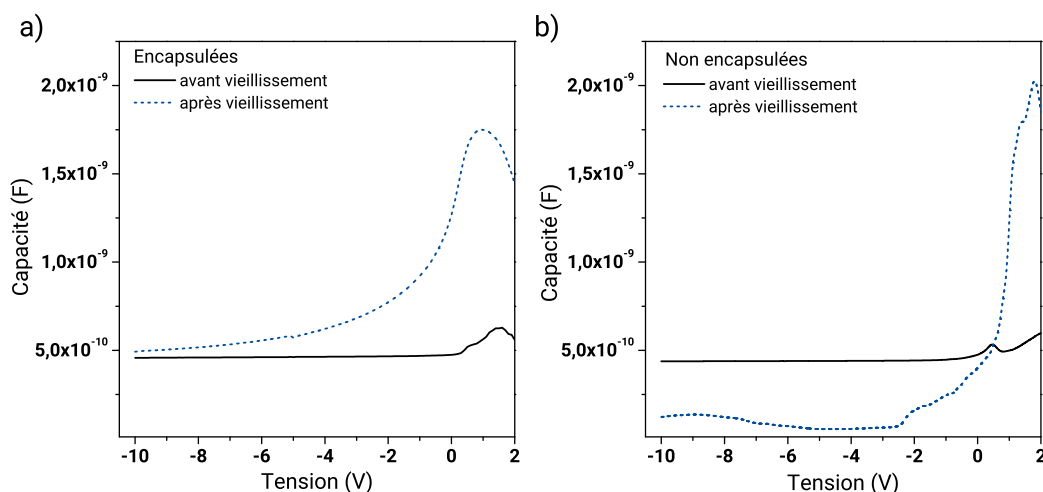 a)
Encapsulées
avant vieillissement
après vieillissement
2,0x10⁻⁹
1,5x10⁻⁹
1,0x10⁻⁹
5,0x10⁻¹⁰
Capacité (F)
-10 -8 -6 -4 -2 0 2
Tension (V)
b)
Non encapsulées
avant vieillissement
après vieillissement
2,0x10⁻⁹
1,5x10⁻⁹
1,0x10⁻⁹
5,0x10⁻¹⁰
Capacité (F)
-10 -8 -6 -4 -2 0 2
Tension (V)